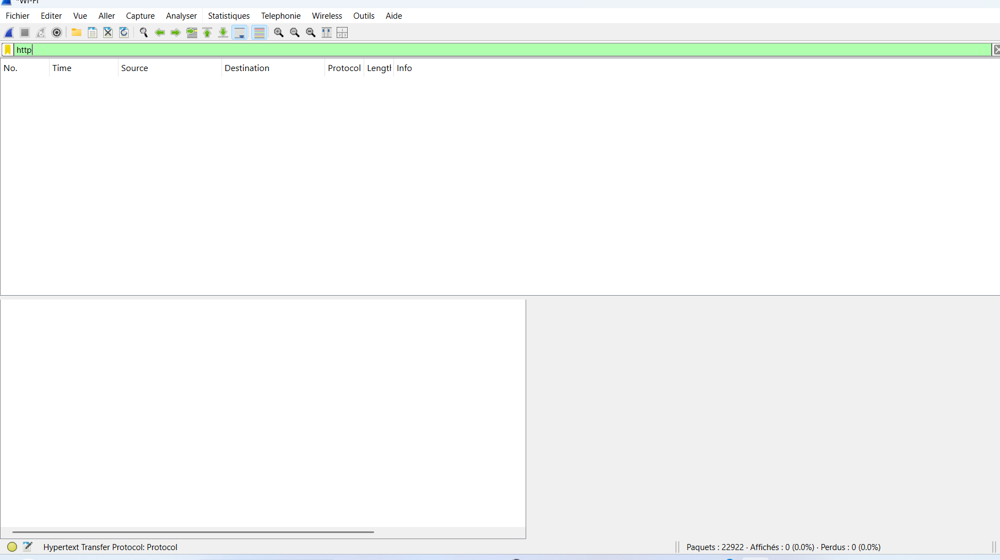 *Wi-Fi
Fichier Editer Vue Aller Capture Analyser Statistiques Telephonie Wireless Outils Aide
http
No. Time Source Destination Protocol Length Info
Hypertext Transfer Protocol: Protocol Paquets : 22922 · Affichés : 0 (0.0%) · Perdus : 0 (0.0%)